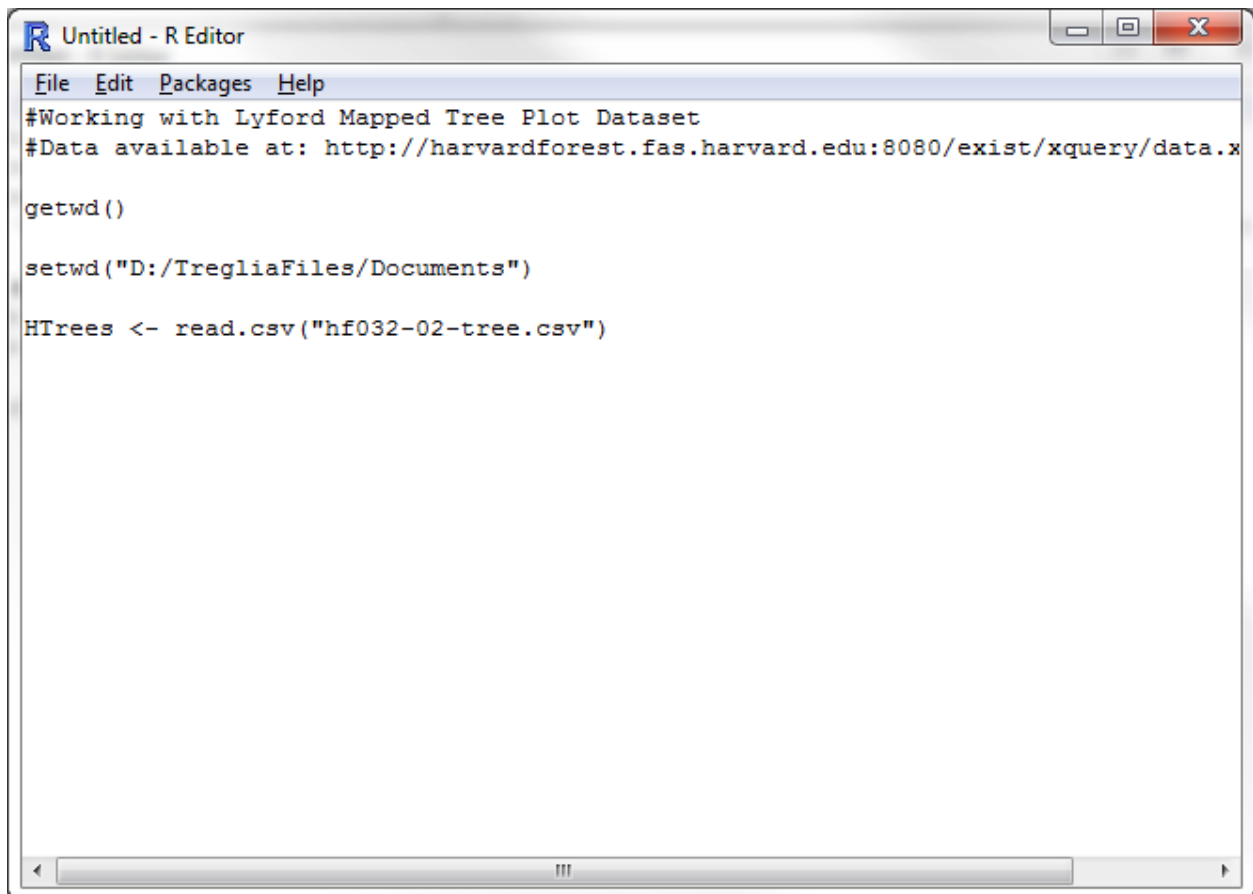 R Untitled - R Editor
File Edit Packages Help
#Working with Lyford Mapped Tree Plot Dataset
#Data available at: http://harvardforest.fas.harvard.edu:8080/exist/xquery/data.x
getwd()
setwd("D:/TregliaFiles/Documents")
HTrees <- read.csv("hf032-02-tree.csv")